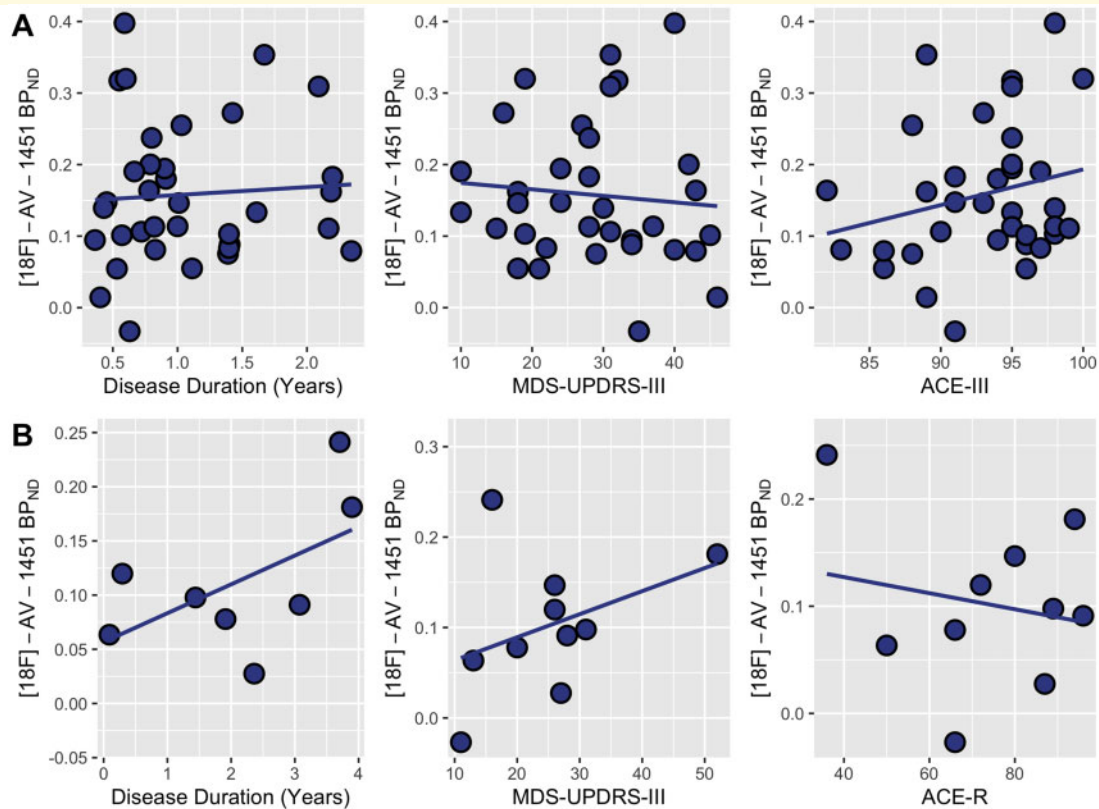 A
[18F] – AV – 1451 BP_ND
0.4
0.3
0.2
0.1
0.0
0.5 1.0 1.5 2.0
Disease Duration (Years)
[18F] – AV – 1451 BP_ND
0.4
0.3
0.2
0.1
0.0
10 20 30 40
MDS-UPDRS-III
[18F] – AV – 1451 BP_ND
0.4
0.3
0.2
0.1
0.0
85 90 95 100
ACE-III
B
[18F] – AV – 1451 BP_ND
0.25
0.20
0.15
0.10
0.05
0.00
-0.05
0 1 2 3 4
Disease Duration (Years)
[18F] – AV – 1451 BP_ND
0.3
0.2
0.1
0.0
10 20 30 40 50
MDS-UPDRS-III
[18F] – AV – 1451 BP_ND
0.2
0.1
0.0
40 60 80
ACE-R